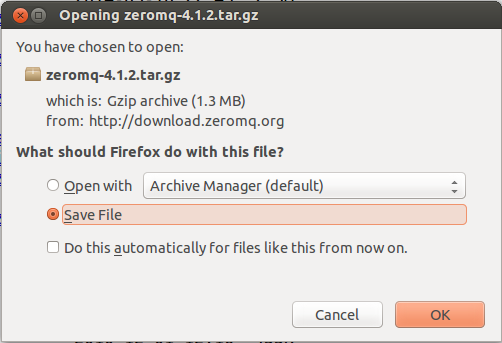 Opening zeromq-4.1.2.tar.gz
You have chosen to open:
zeromq-4.1.2.tar.gz
which is: Gzip archive (1.3 MB)
from: http://download.zeromq.org
What should Firefox do with this file?
Open with Archive Manager (default)
Save File
Do this automatically for files like this from now on.
Cancel OK